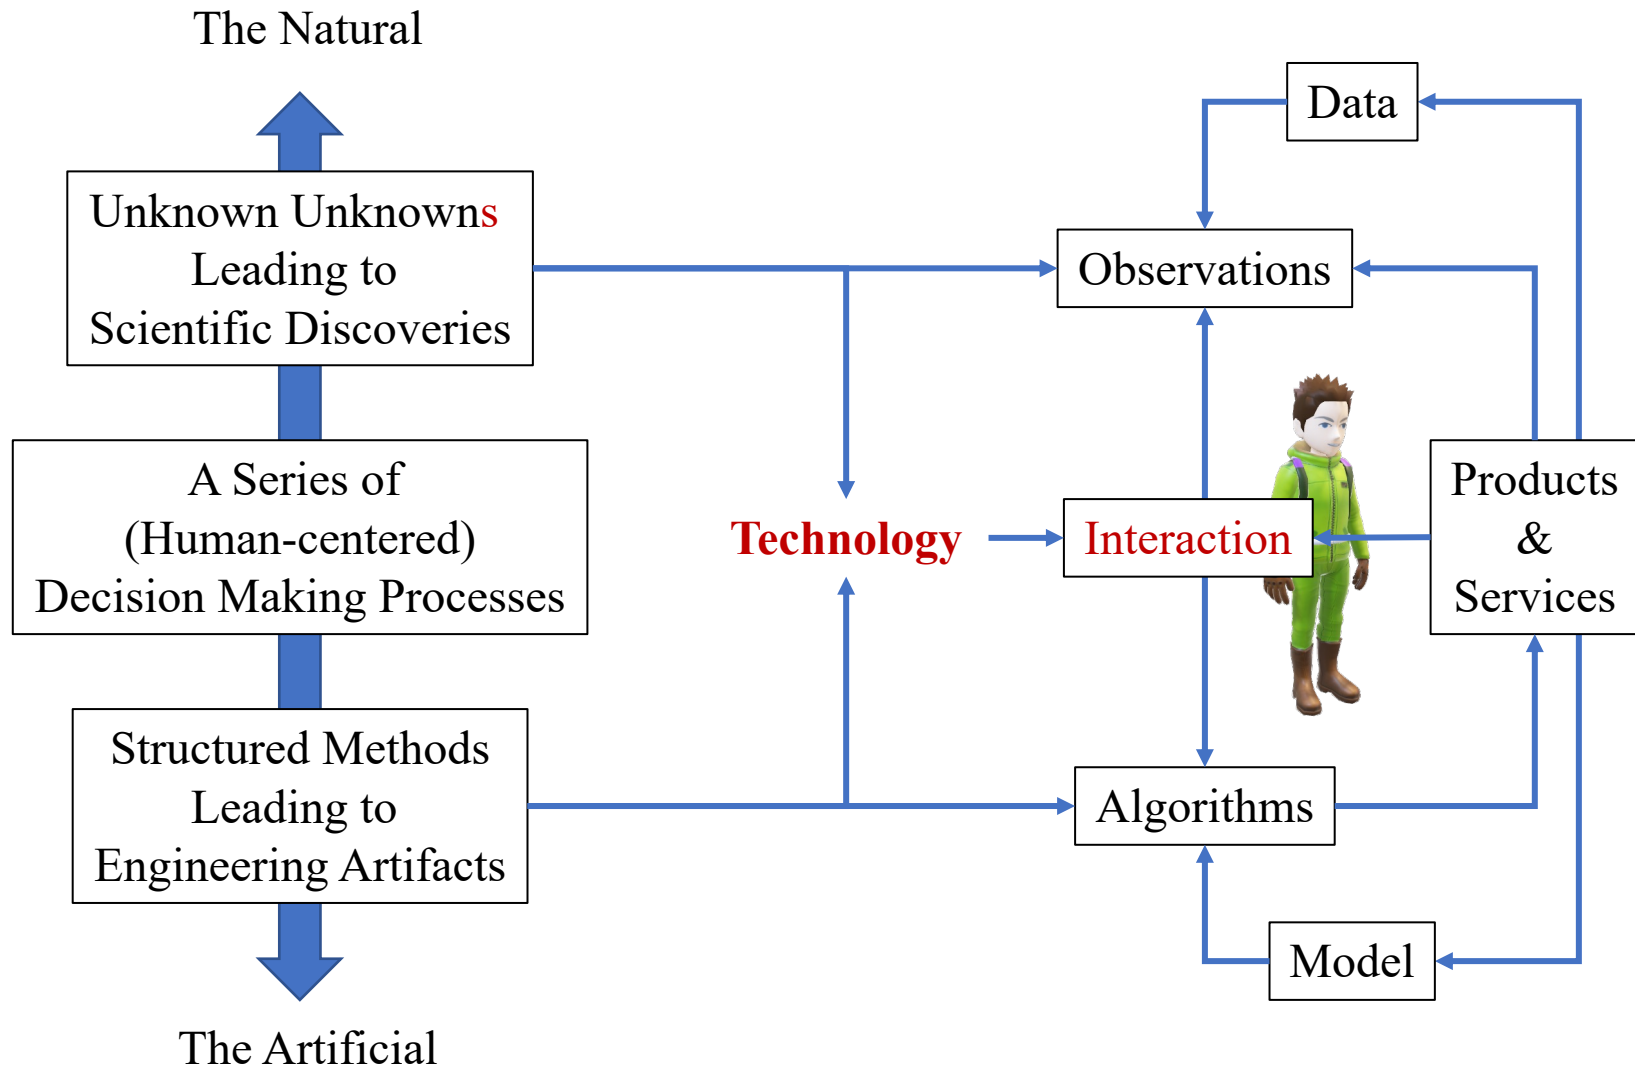 The Natural
Unknown Unknowns
Leading to
Scientific Discoveries
A Series of
(Human-centered)
Decision Making Processes
Structured Methods
Leading to
Engineering Artifacts
The Artificial
Technology
Data
Observations
Interaction
Products
&
Services
Algorithms
Model